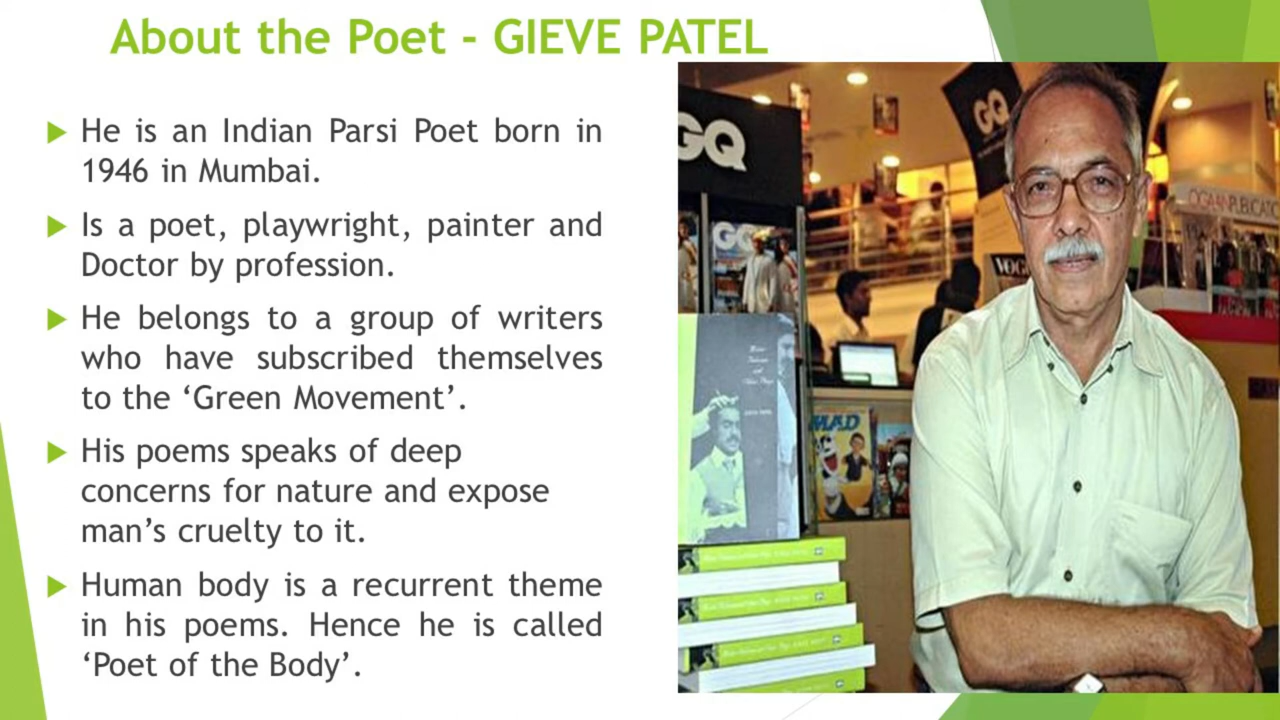 About the Poet - GIEVE PATEL
He is an Indian Parsi Poet born in
1946 in Mumbai.
Is a poet, playwright, painter and
Doctor by profession.
He belongs to a group of writers
who have subscribed themselves
to the ‘Green Movement’.
His poems speaks of deep
concerns for nature and expose
man’s cruelty to it.
Human body is a recurrent theme
in his poems. Hence he is called
‘Poet of the Body’.
GQ
GQ
GQ
VOGUE
MAD